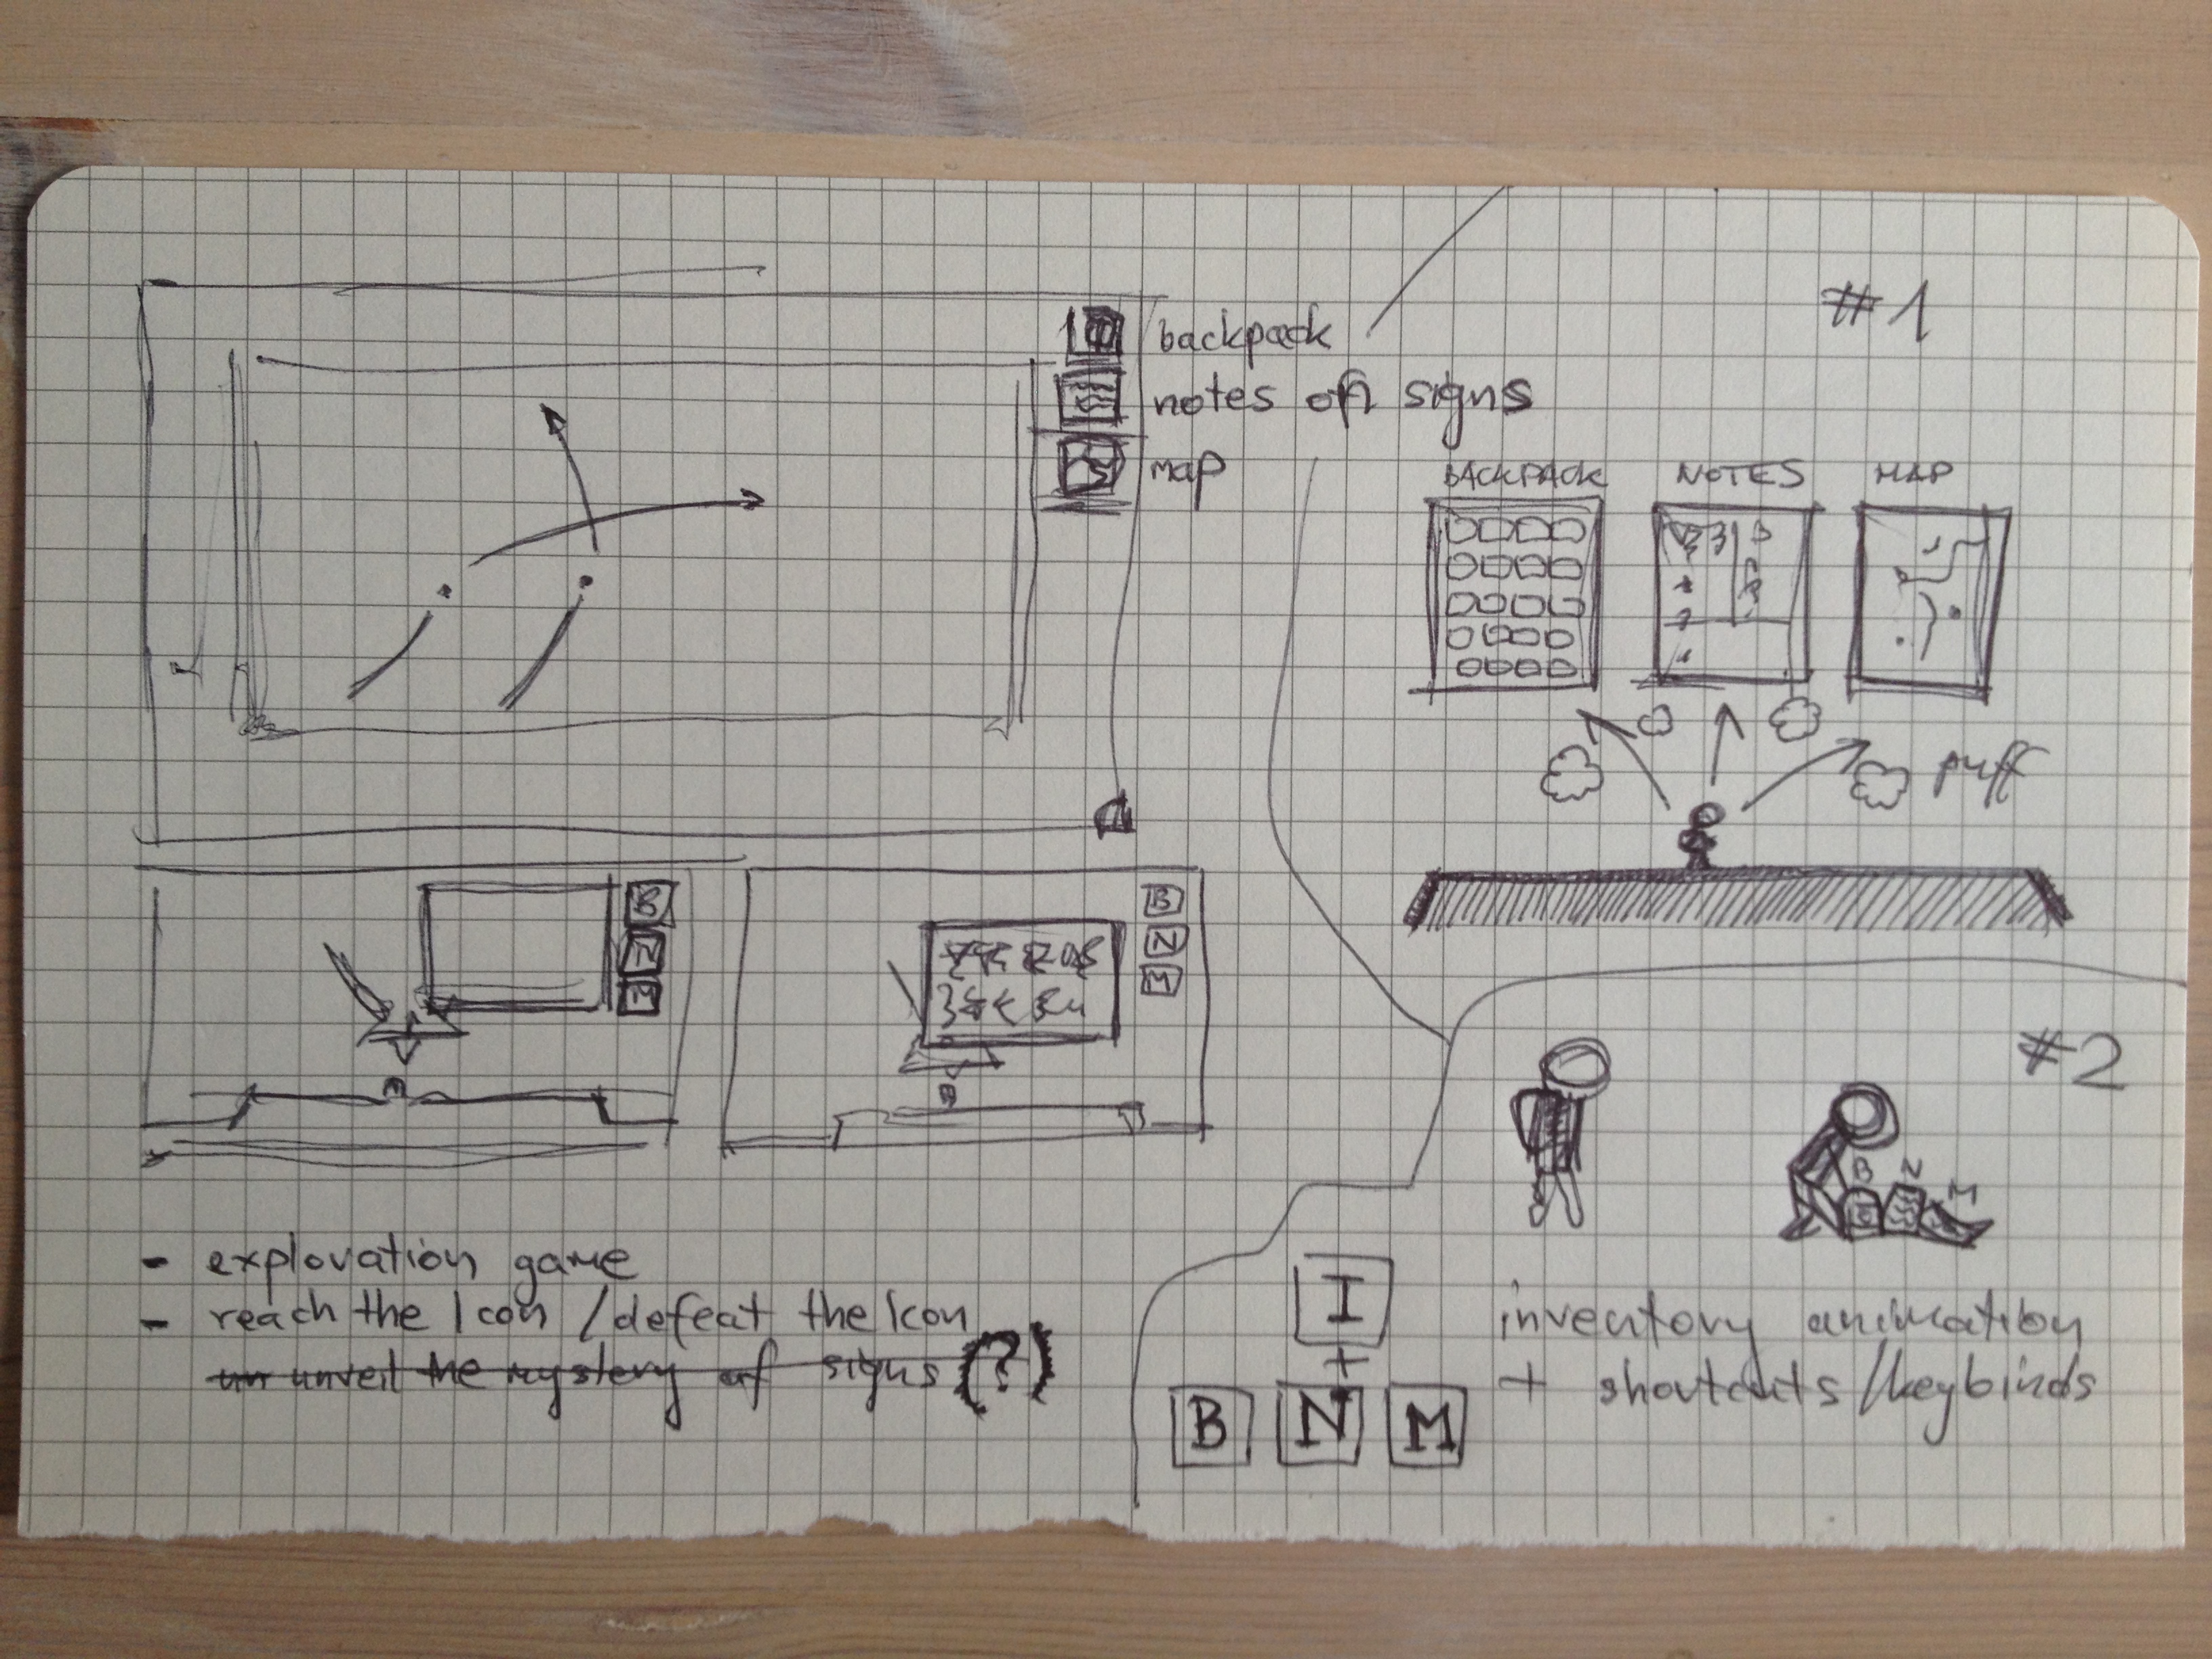 backpack
notes on signs
map
#1
BACKPACK NOTES MAP
puff
B
N
M
B
N
M
#2
B N M
- exploration game
- reach the Icon / defeat the Icon
un unveil the mystery of signs (?)
I
+
B N M
inventory animation
+ shortcuts/keybinds